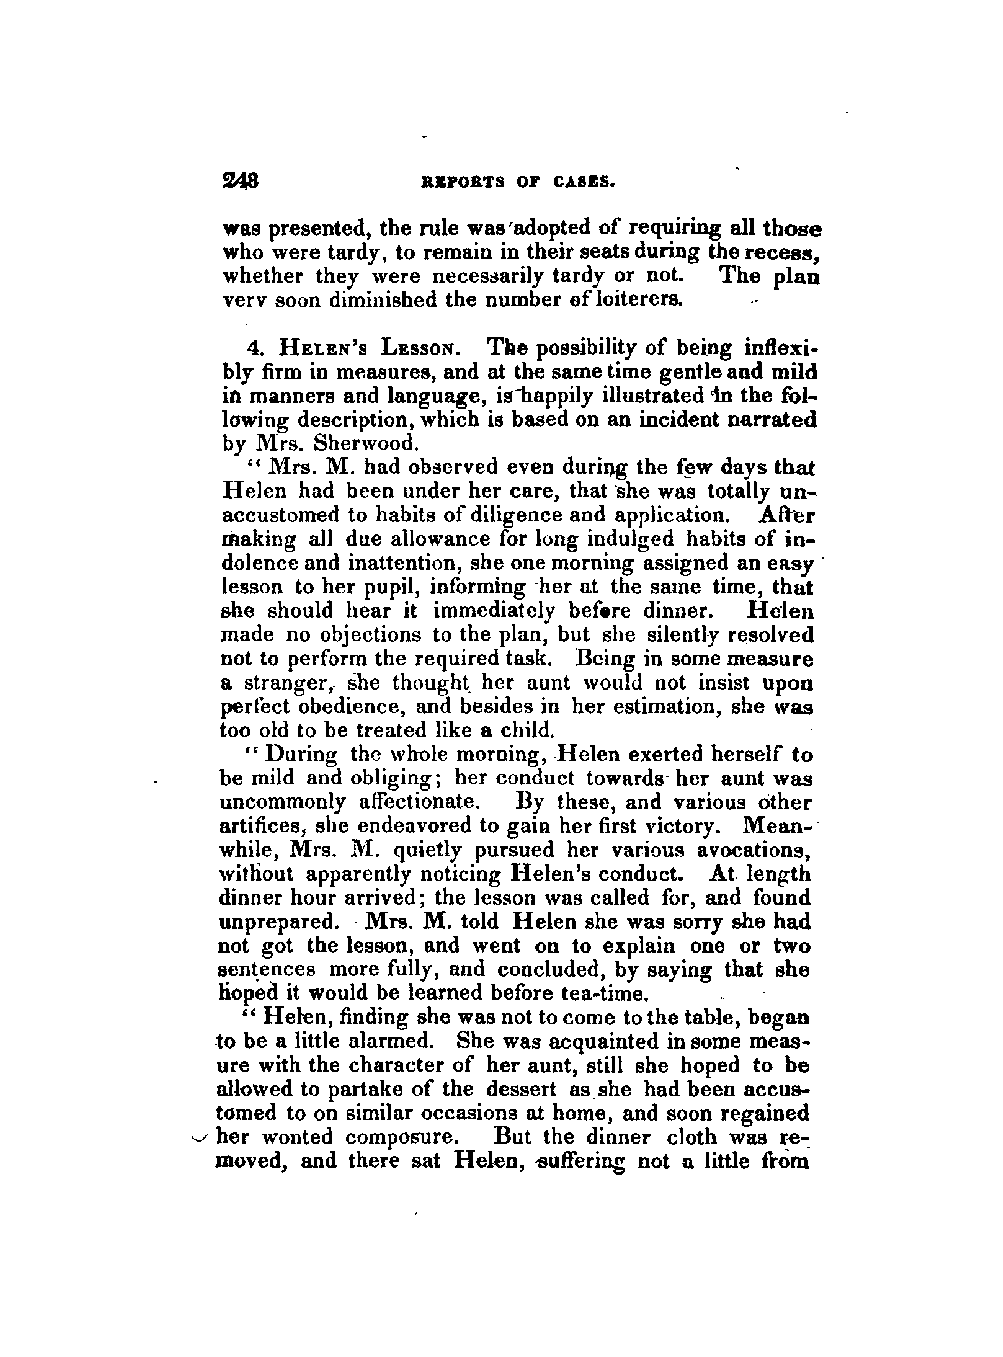 248 REPORTS OF CASES.
was presented, the rule was adopted of requiring all those
who were tardy, to remain in their seats during the recess,
whether they were necessarily tardy or not. The plan
very soon diminished the number of loiterers.
4. HELEN'S LESSON. The possibility of being inflexi-
bly firm in measures, and at the same time gentle and mild
in manners and language, is happily illustrated in the fol-
lowing description, which is based on an incident narrated
by Mrs. Sherwood.
“ Mrs. M. had observed even during the few days that
Helen had been under her care, that she was totally un-
accustomed to habits of diligence and application. After
making all due allowance for long indulged habits of in-
dolence and inattention, she one morning assigned an easy
lesson to her pupil, informing her at the same time, that
she should hear it immediately before dinner. Helen
made no objections to the plan, but she silently resolved
not to perform the required task. Being in some measure
a stranger, she thought her aunt would not insist upon
perfect obedience, and besides in her estimation, she was
too old to be treated like a child.
“ During the whole morning, Helen exerted herself to
be mild and obliging; her conduct towards her aunt was
uncommonly affectionate. By these, and various other
artifices, she endeavored to gain her first victory. Mean-
while, Mrs. M. quietly pursued her various avocations,
without apparently noticing Helen's conduct. At length
dinner hour arrived; the lesson was called for, and found
unprepared. Mrs. M. told Helen she was sorry she had
not got the lesson, and went on to explain one or two
sentences more fully, and concluded, by saying that she
hoped it would be learned before tea-time.
“ Helen, finding she was not to come to the table, began
to be a little alarmed. She was acquainted in some meas-
ure with the character of her aunt, still she hoped to be
allowed to partake of the dessert as she had been accus-
tomed to on similar occasions at home, and soon regained
her wonted composure. But the dinner cloth was re-
moved, and there sat Helen, suffering not a little from